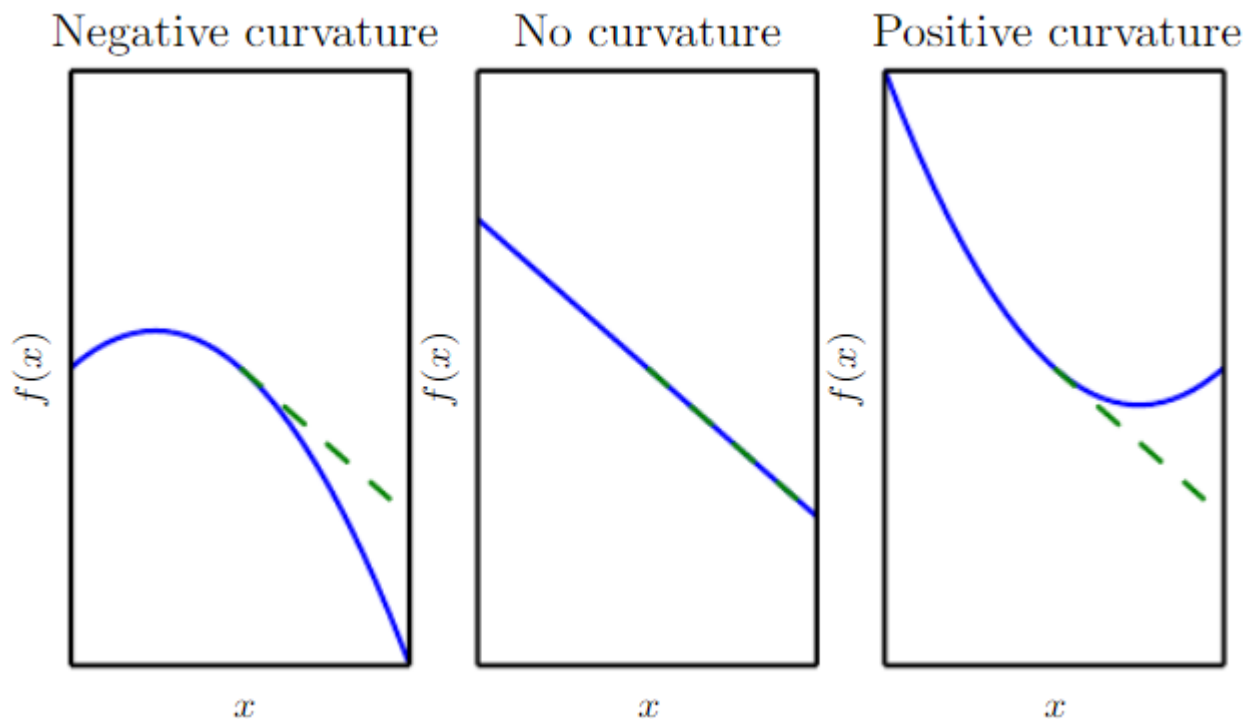 Negative curvature
No curvature
Positive curvature
f(x)
f(x)
f(x)
x
x
x